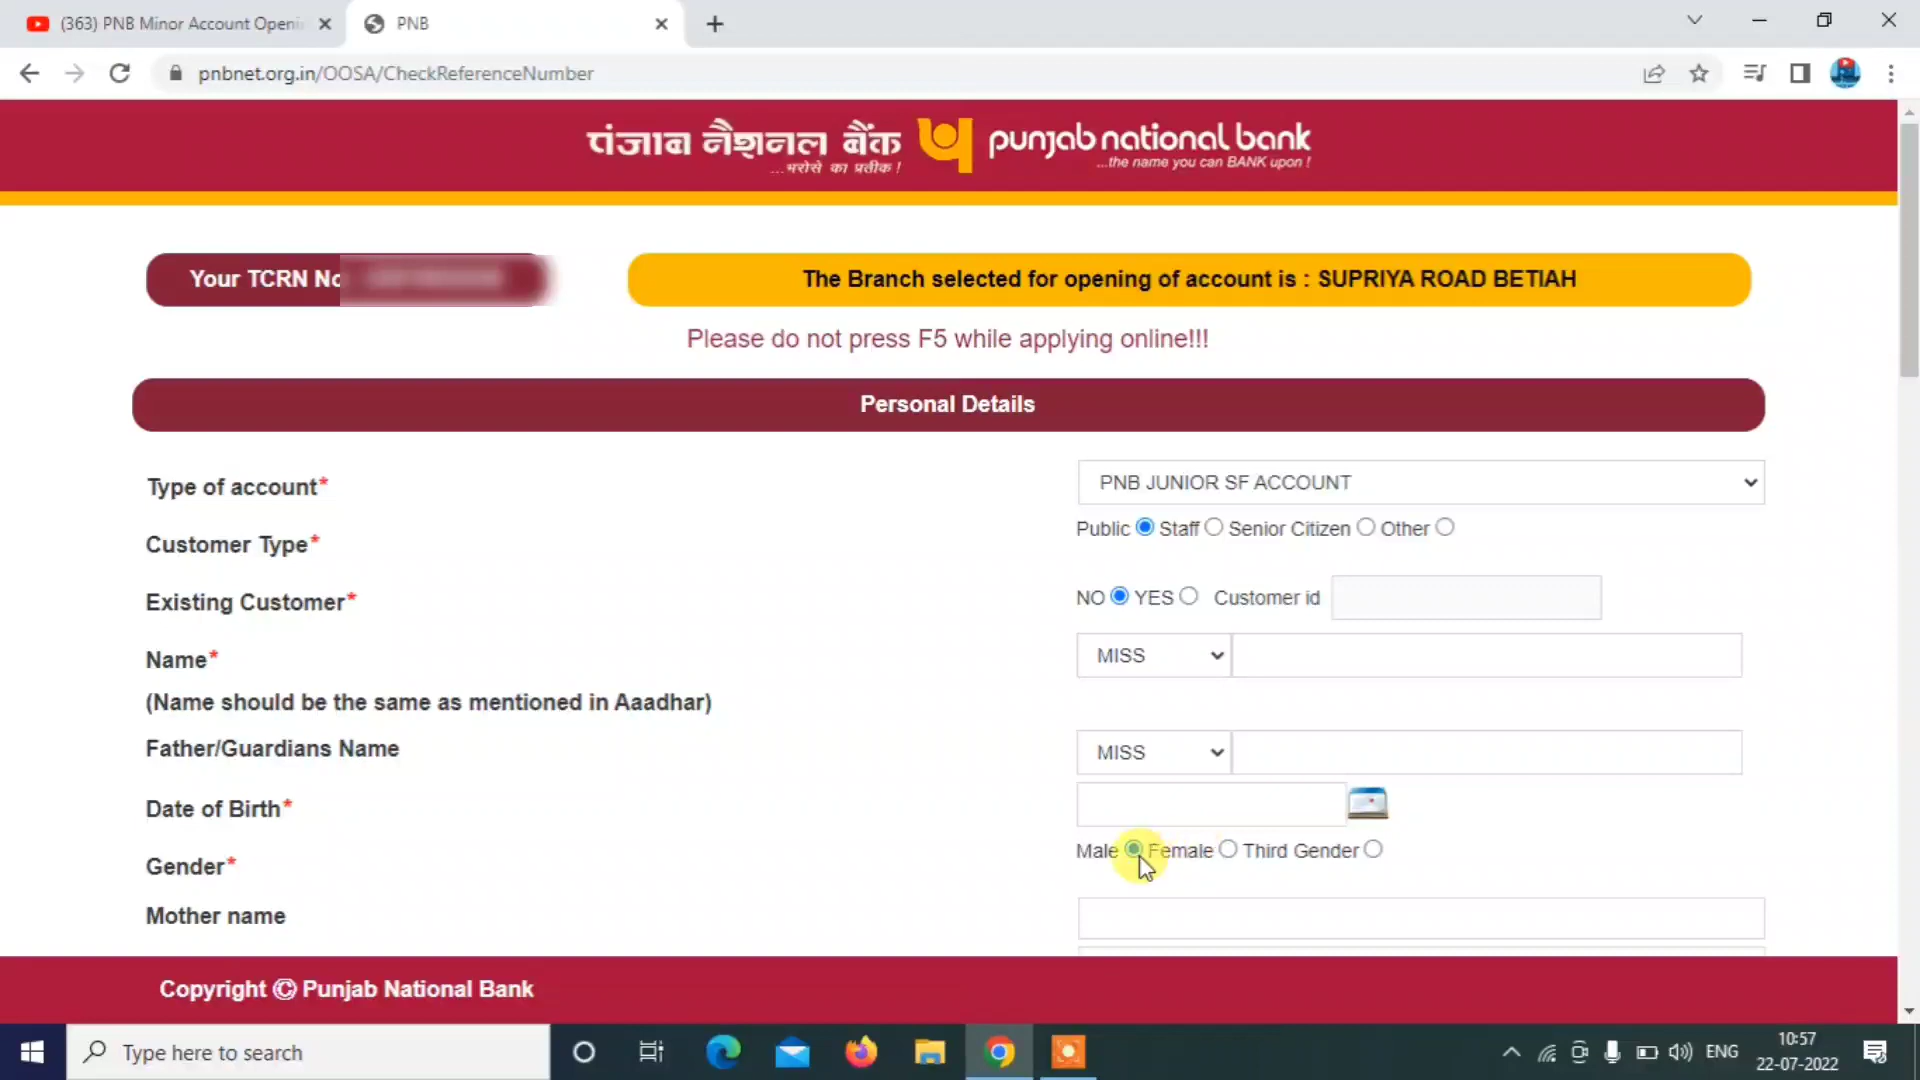 (363) PNB Minor Account Openi
PNB
pnbnet.org.in/OOSA/CheckReferenceNumber
पंजाब नैशनल बैंक
...भरोसे का प्रतीक !
punjab national bank
...the name you can BANK upon !
Your TCRN No
The Branch selected for opening of account is : SUPRIYA ROAD BETIAH
Please do not press F5 while applying online!!!
Personal Details
Type of account*
PNB JUNIOR SF ACCOUNT
Customer Type*
Public Staff Senior Citizen Other
Existing Customer*
NO YES Customer id
Name*
MISS
(Name should be the same as mentioned in Aaadhar)
Father/Guardians Name
MISS
Date of Birth*
Gender*
Male Female Third Gender
Mother name
Copyright © Punjab National Bank
Type here to search
ENG
10:57
22-07-2022